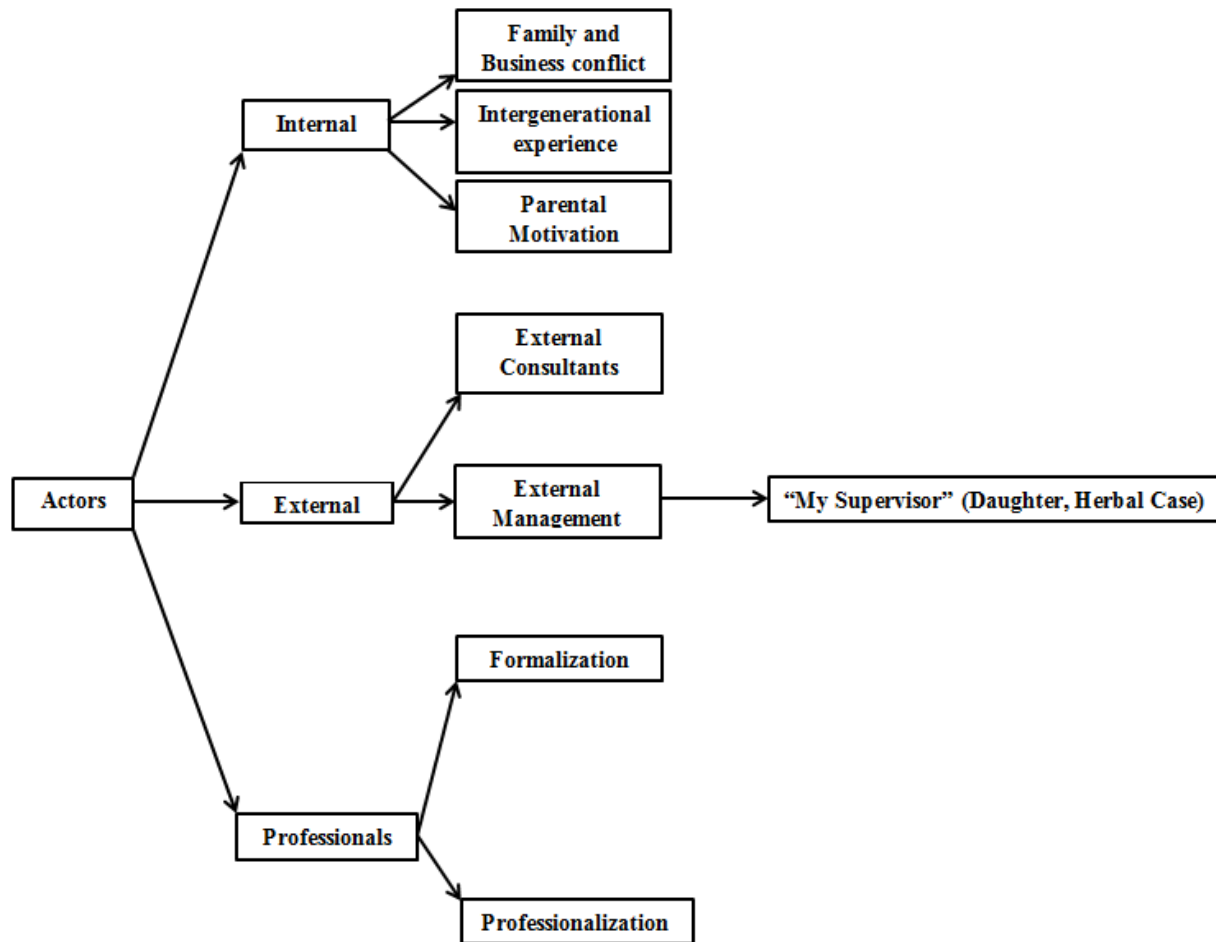 Family and
Business conflict
Internal
Intergenerational
experience
Parental
Motivation
External
Consultants
Actors
External
External
Management
“My Supervisor” (Daughter, Herbal Case)
Formalization
Professionals
Professionalization